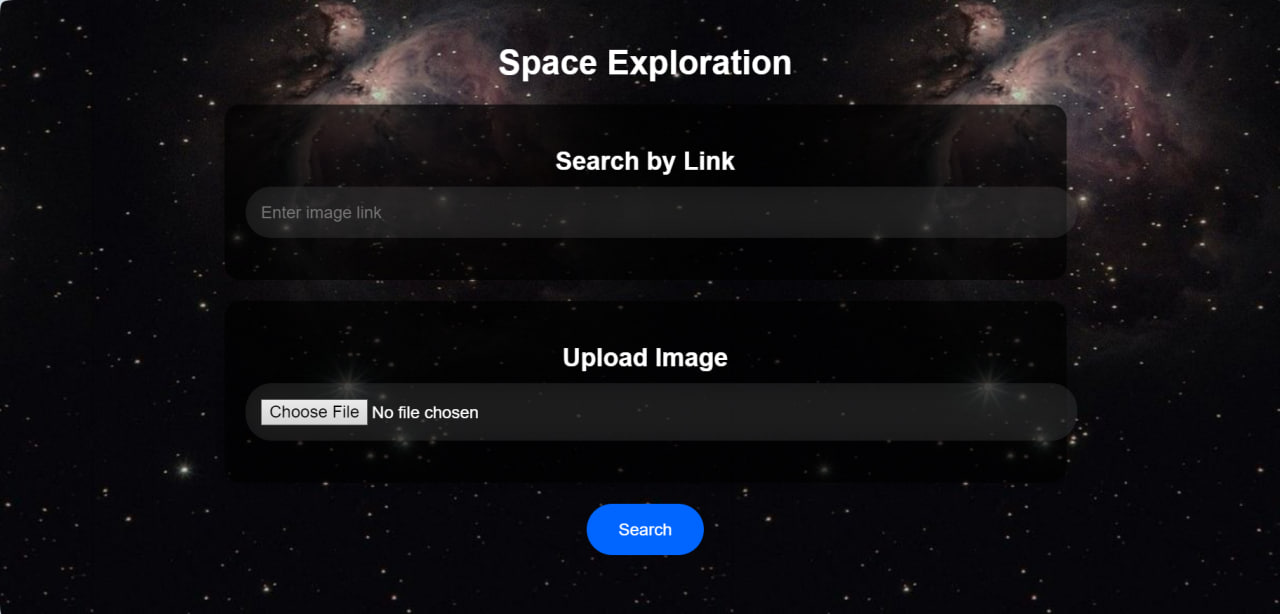 Space Exploration
Search by Link
Enter image link
Upload Image
Choose File No file chosen
Search